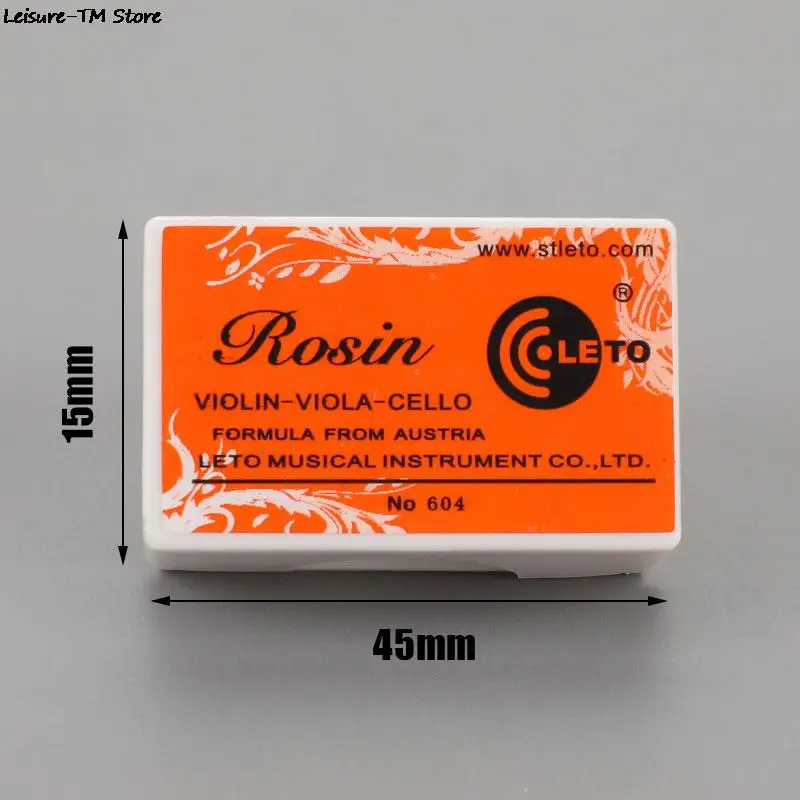 Leisure-TM Store
www.stleto.com
®
Rosin
LETO
VIOLIN-VIOLA-CELLO
FORMULA FROM AUSTRIA
LETO MUSICAL INSTRUMENT CO.,LTD.
No 604
15mm
45mm